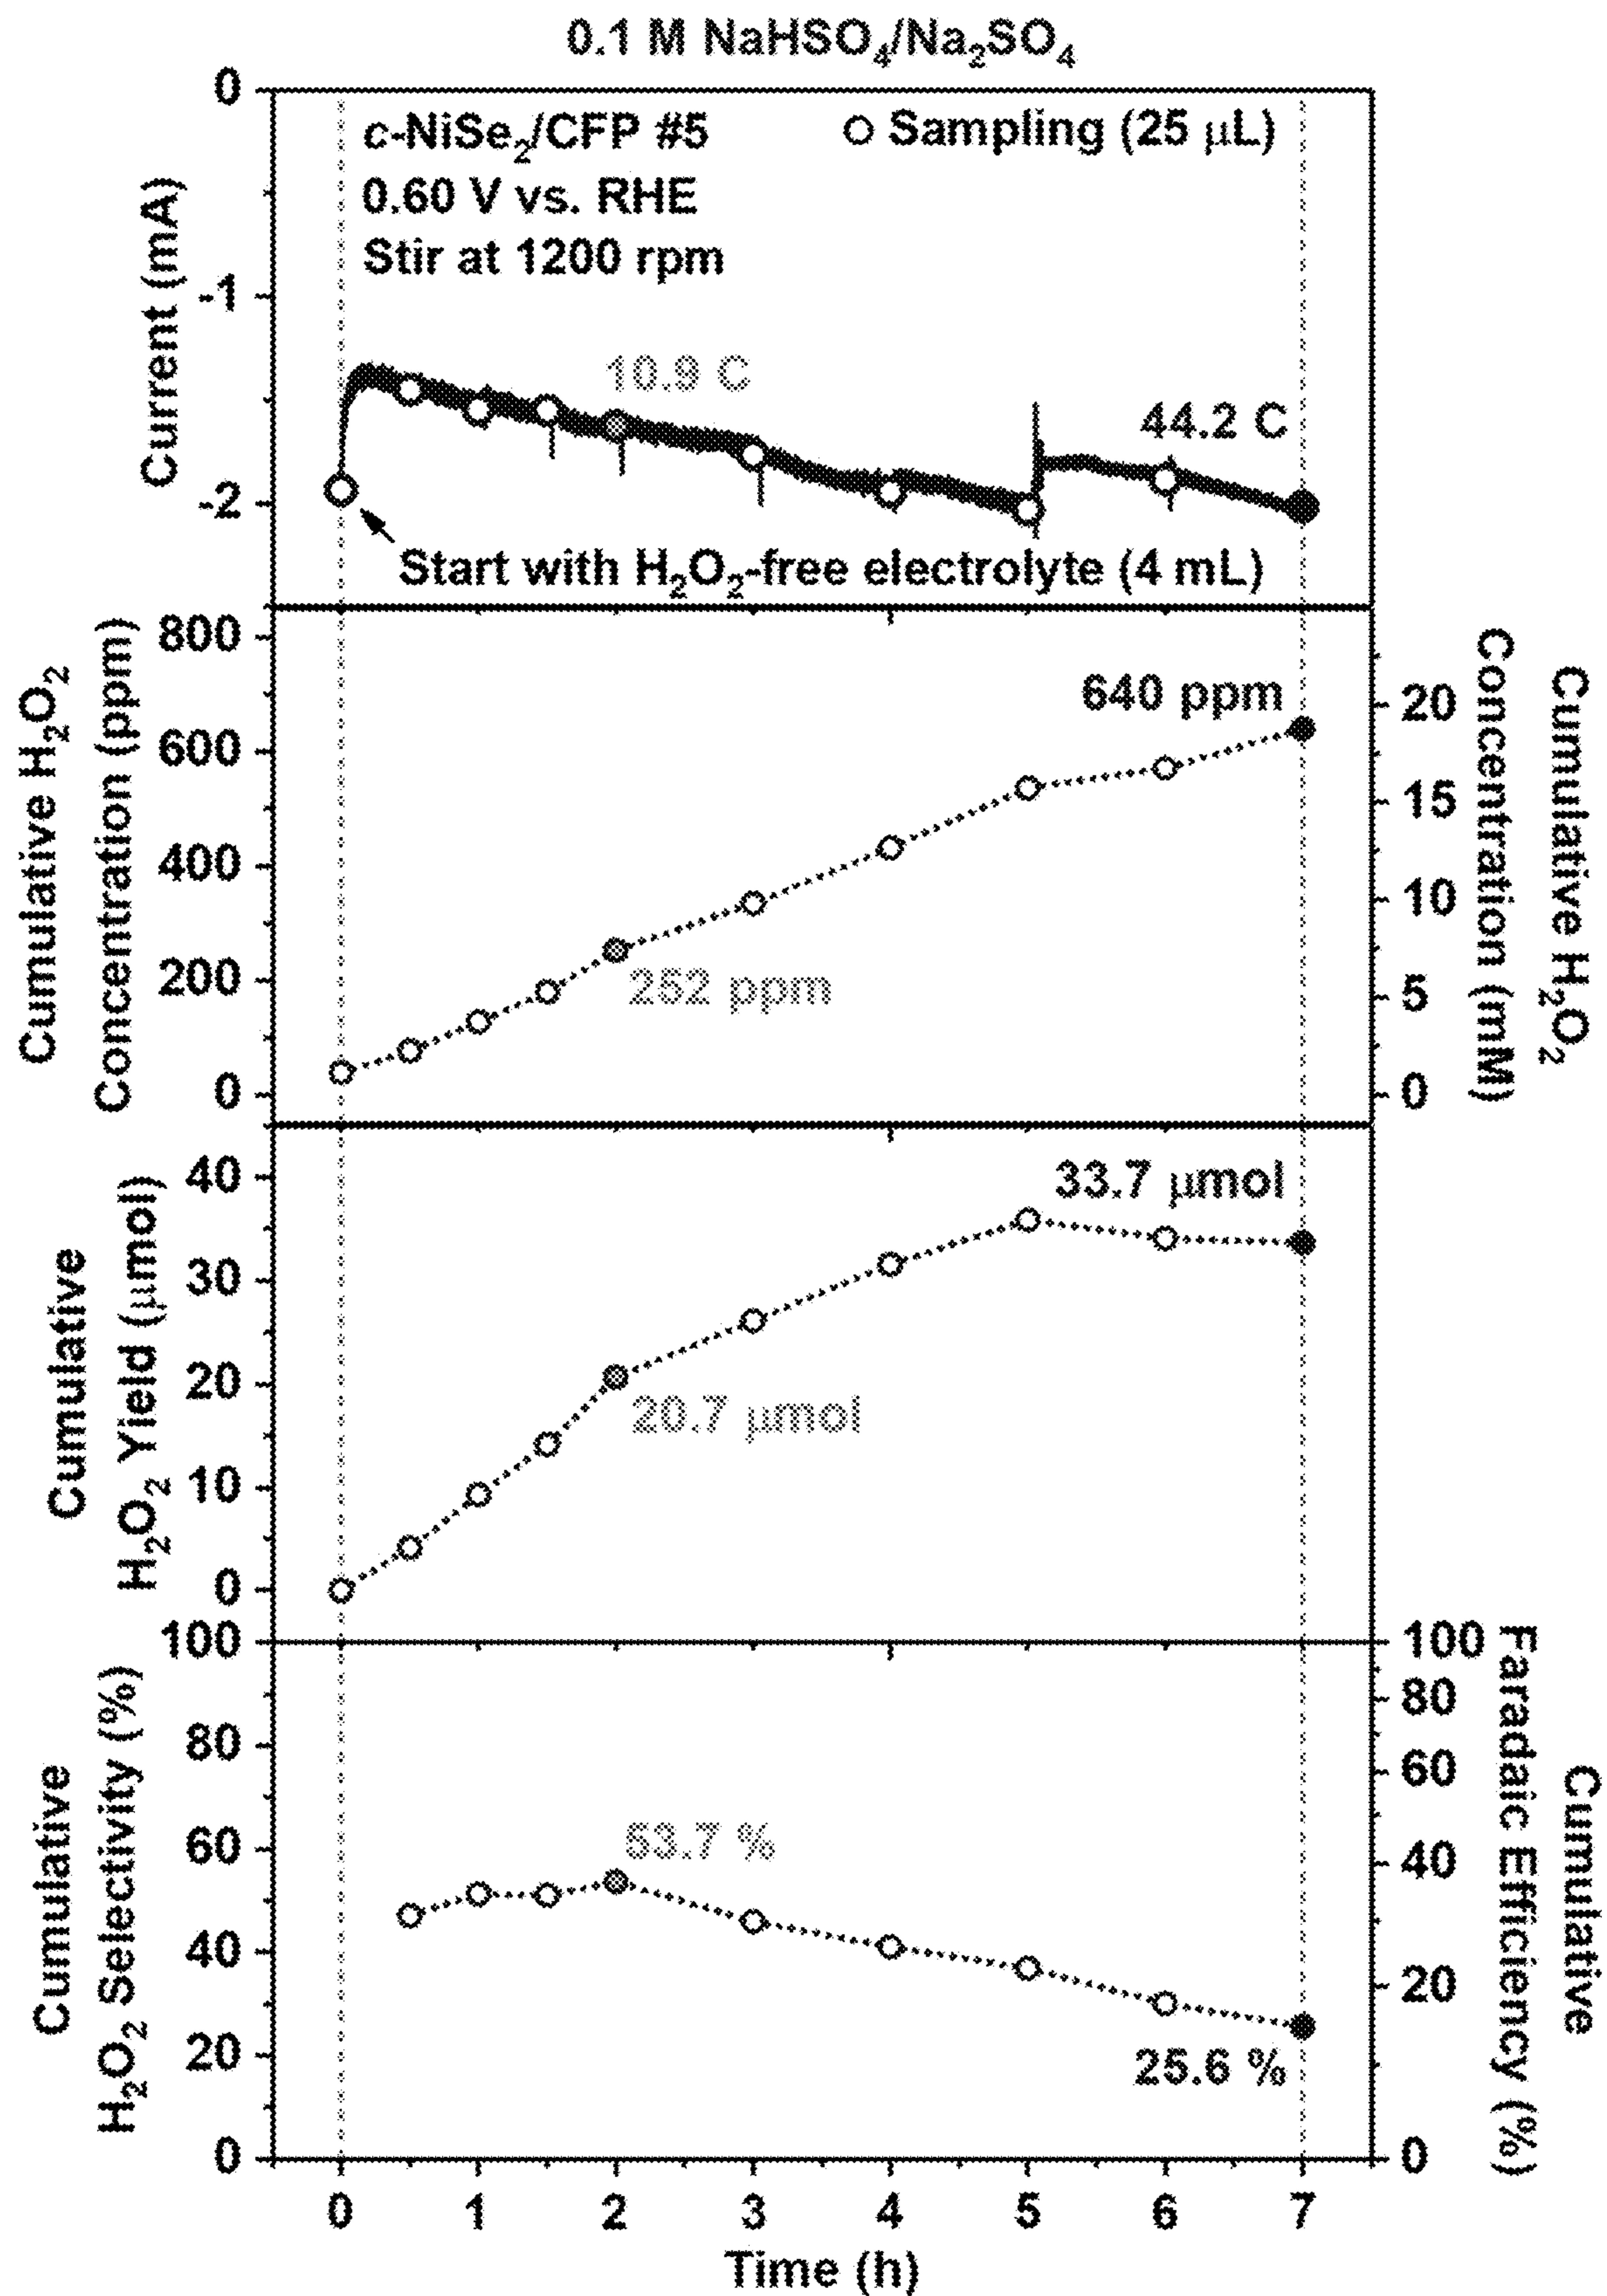 0.1 M NaHSO₄/Na₂SO₄
0
-1
-2
Current (mA)
c-NiSe₂/CFP #5
0.60 V vs. RHE
Stir at 1200 rpm
Sampling (25 μL)
10.9 C
44.2 C
Start with H₂O₂-free electrolyte (4 mL)
Cumulative H₂O₂
Concentration (ppm)
800
600
400
200
0
640 ppm
252 ppm
20
15
10
5
0
Cumulative H₂O₂
Concentration (mM)
Cumulative
H₂O₂ Yield (μmol)
40
30
20
10
0
33.7 μmol
20.7 μmol
Cumulative
H₂O₂ Selectivity (%)
100
80
60
40
20
0
53.7 %
25.6 %
100
80
60
40
20
0
Cumulative
Faradaic Efficiency (%)
0 1 2 3 4 5 6 7
Time (h)